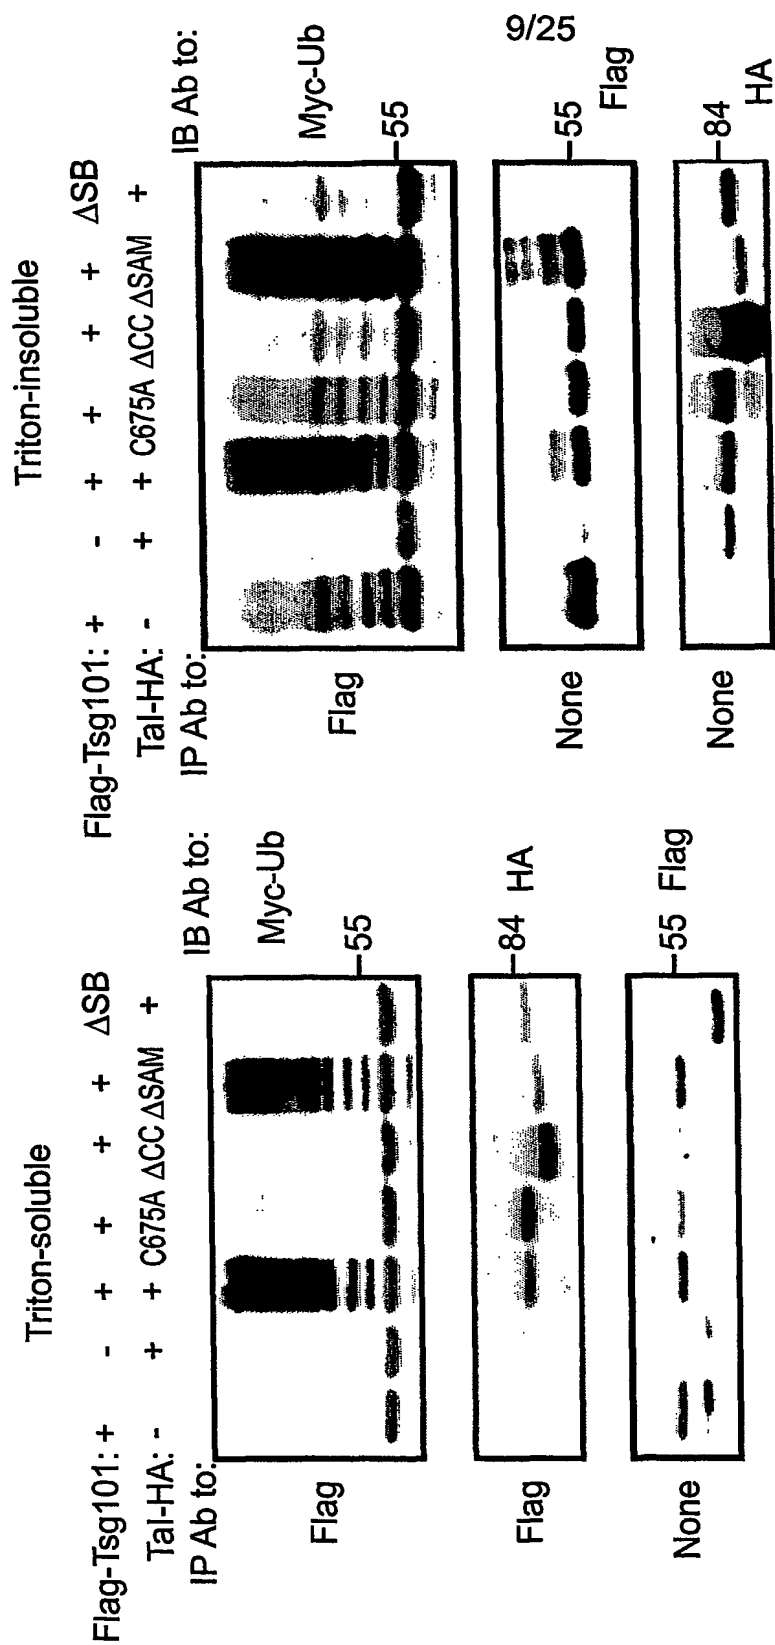 Triton-soluble
Flag-Tsg101: + - + + + + ΔSB
Tal-HA: - + + C675A ΔCC ΔSAM +
IP Ab to: IB Ab to:
Flag Myc-Ub
55
Flag 84 HA
None 55 Flag
Triton-insoluble
Flag-Tsg101: + - + + + + ΔSB
Tal-HA: - + + C675A ΔCC ΔSAM +
IP Ab to: IB Ab to:
Flag Myc-Ub
55
None 55
Flag
None 84
HA
9/25